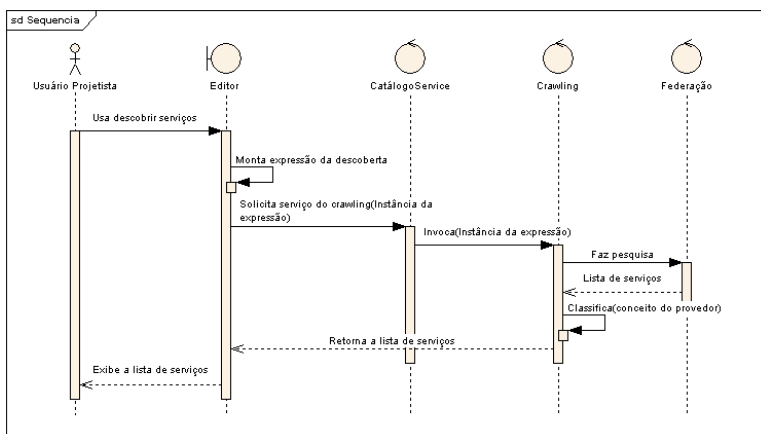 sd Sequencia
Usuário Projetista
Editor
CatálogoService
Crawling
Federação
Usa descobrir serviços
Monta expressão da descoberta
Solicita serviço do crawling(Instância da
expressão)
Invoca(Instância da expressão)
Faz pesquisa
Lista de serviços
Classifica(conceito do provedor)
Retorna a lista de serviços
Exibe a lista de serviços